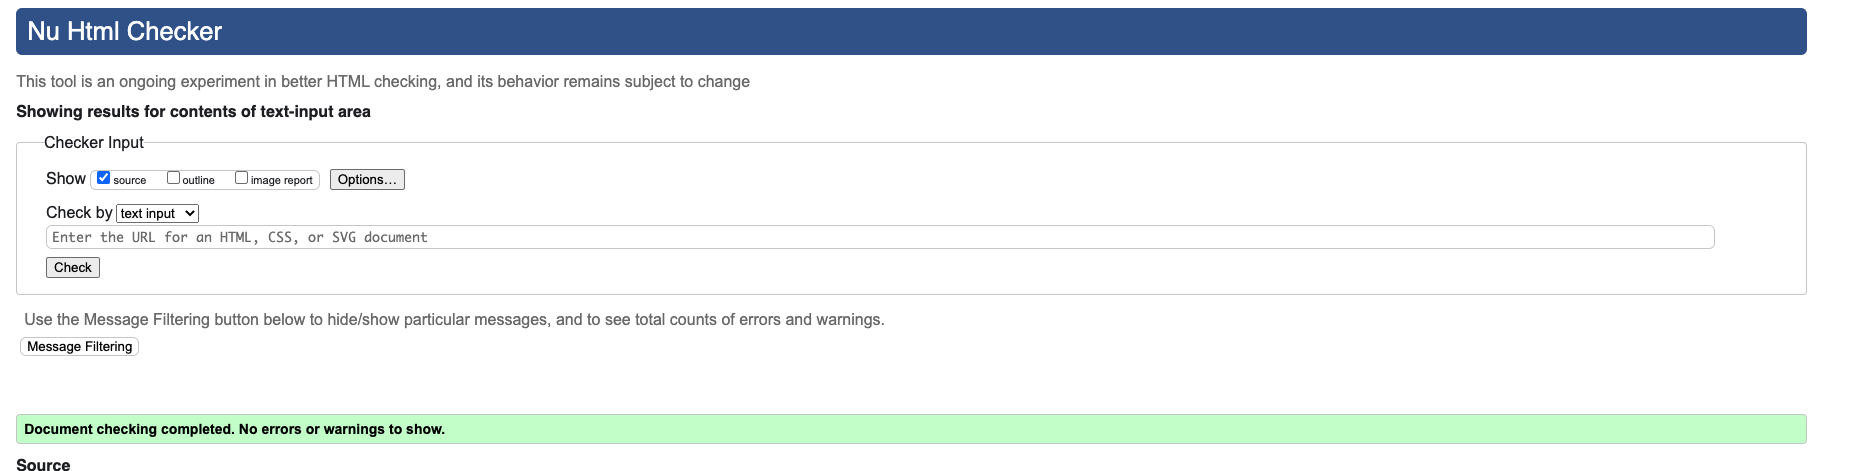 Nu Html Checker
This tool is an ongoing experiment in better HTML checking, and its behavior remains subject to change
Showing results for contents of text-input area
Checker Input
Show source outline image report Options...
Check by text input
Enter the URL for an HTML, CSS, or SVG document
Check
Use the Message Filtering button below to hide/show particular messages, and to see total counts of errors and warnings.
Message Filtering
Document checking completed. No errors or warnings to show.
Source